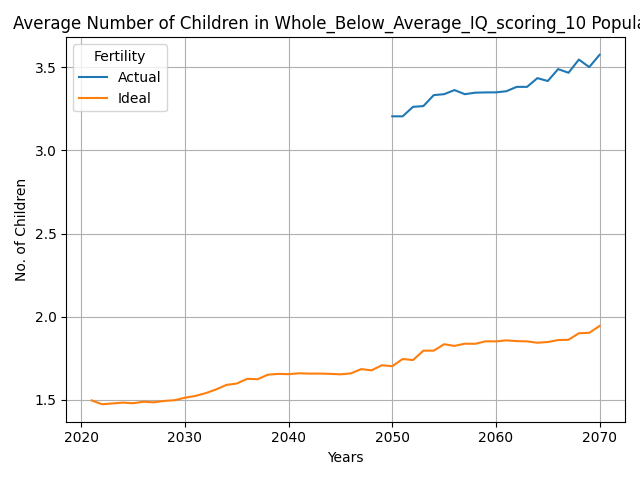 Average Number of Children in Whole_Below_Average_IQ_scoring_10 Popula
Fertility
Actual
Ideal
No. of Children
3.5
3.0
2.5
2.0
1.5
2020 2030 2040 2050 2060 2070
Years